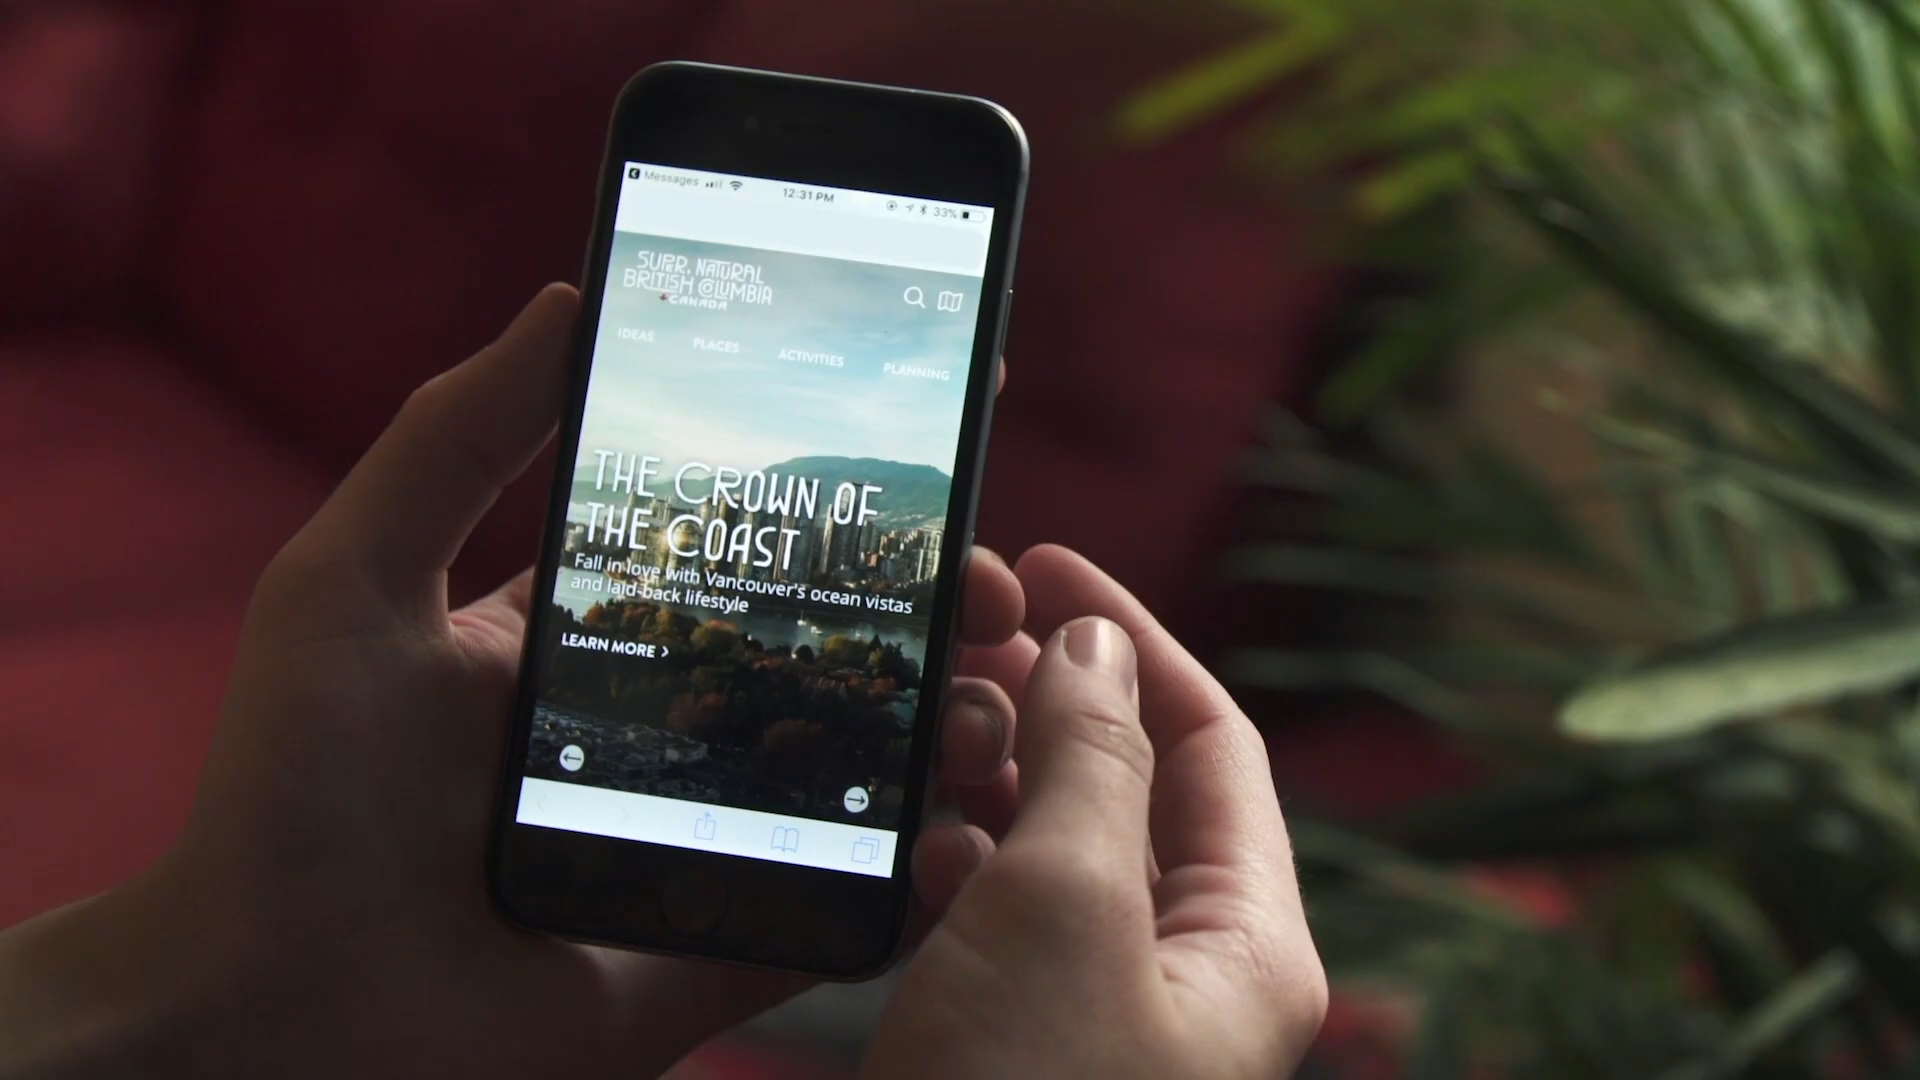 Messages
12:31 PM
33%
SUPER, NATURAL
BRITISH COLUMBIA
CANADA
IDEAS
PLACES
ACTIVITIES
PLANNING
THE CROWN OF
THE COAST
Fall in love with Vancouver's ocean vistas
and laid-back lifestyle
LEARN MORE >